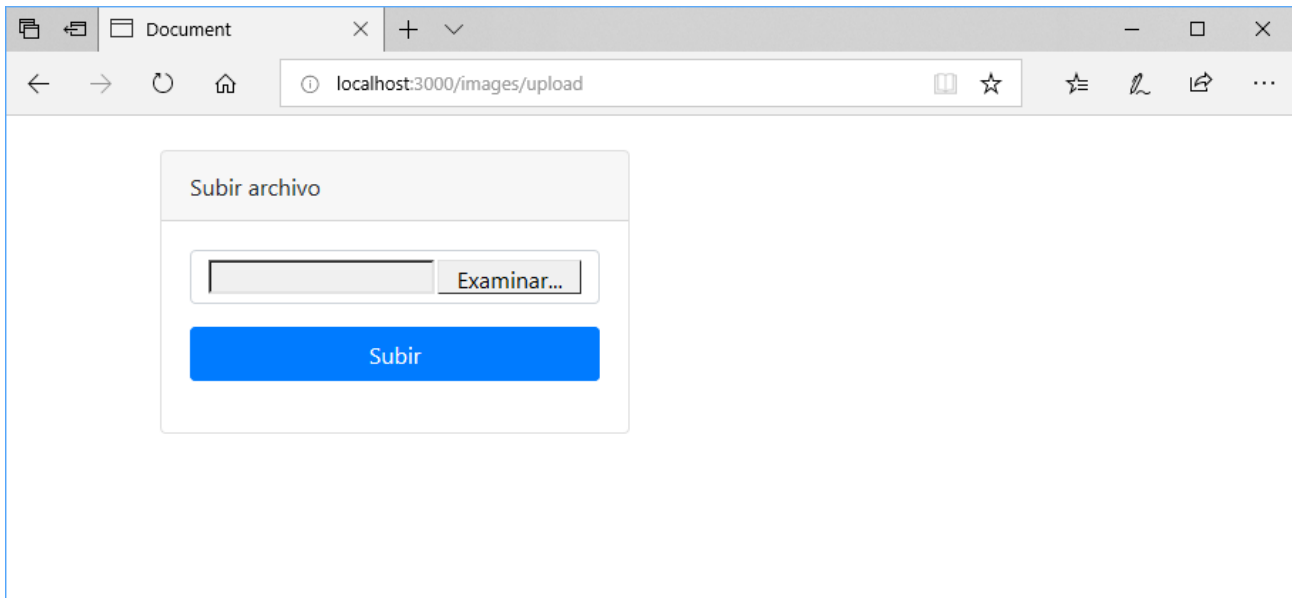 Document
localhost:3000/images/upload
Subir archivo
Examinar...
Subir